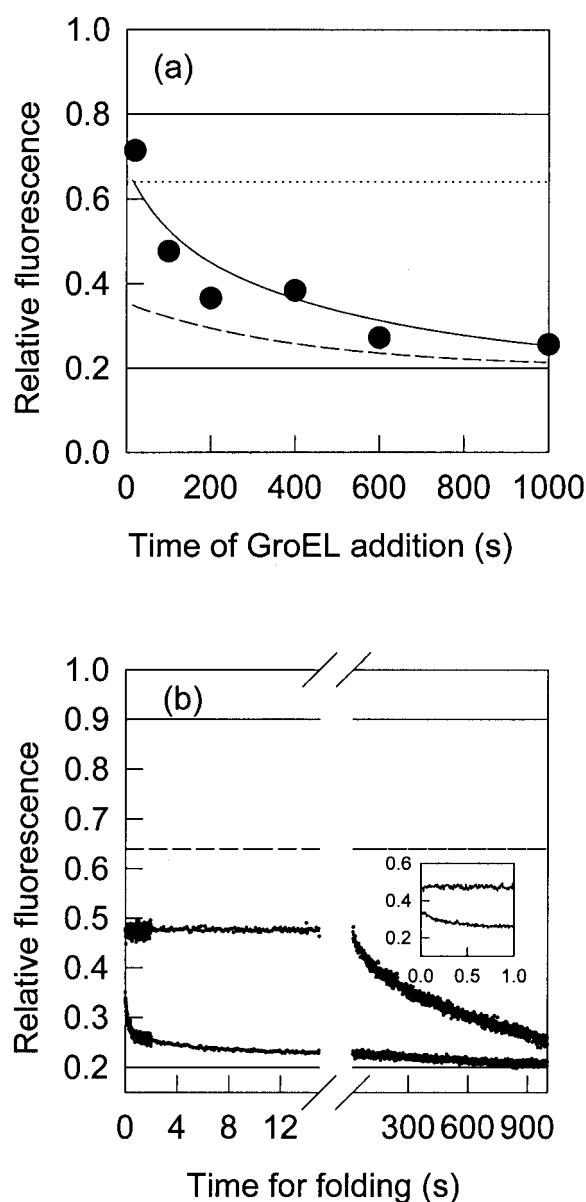 1.0
(a)
0.8
0.6
0.4
0.2
0.0
Relative fluorescence
0 200 400 600 800 1000
Time of GroEL addition (s)
1.0
(b)
0.9
0.8
0.7
0.6
0.5
0.4
0.3
0.2
Relative fluorescence
0.6
0.4
0.2
0.0 0.5 1.0
0 4 8 12 300 600 900
Time for folding (s)